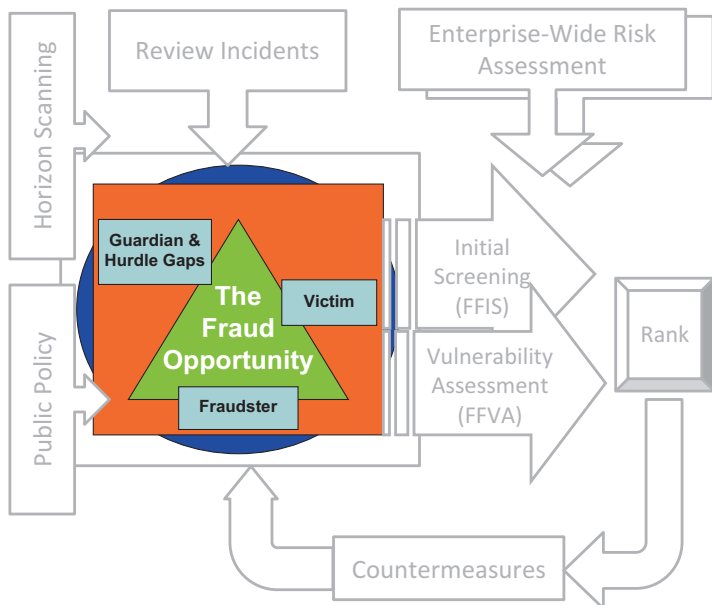 Review Incidents
Enterprise-Wide Risk
Assessment
Horizon Scanning
Guardian &
Hurdle Gaps
Victim
The
Fraud
Opportunity
Fraudster
Initial
Screening
(FFIS)
Rank
Vulnerability
Assessment
(FFVA)
Public Policy
Countermeasures